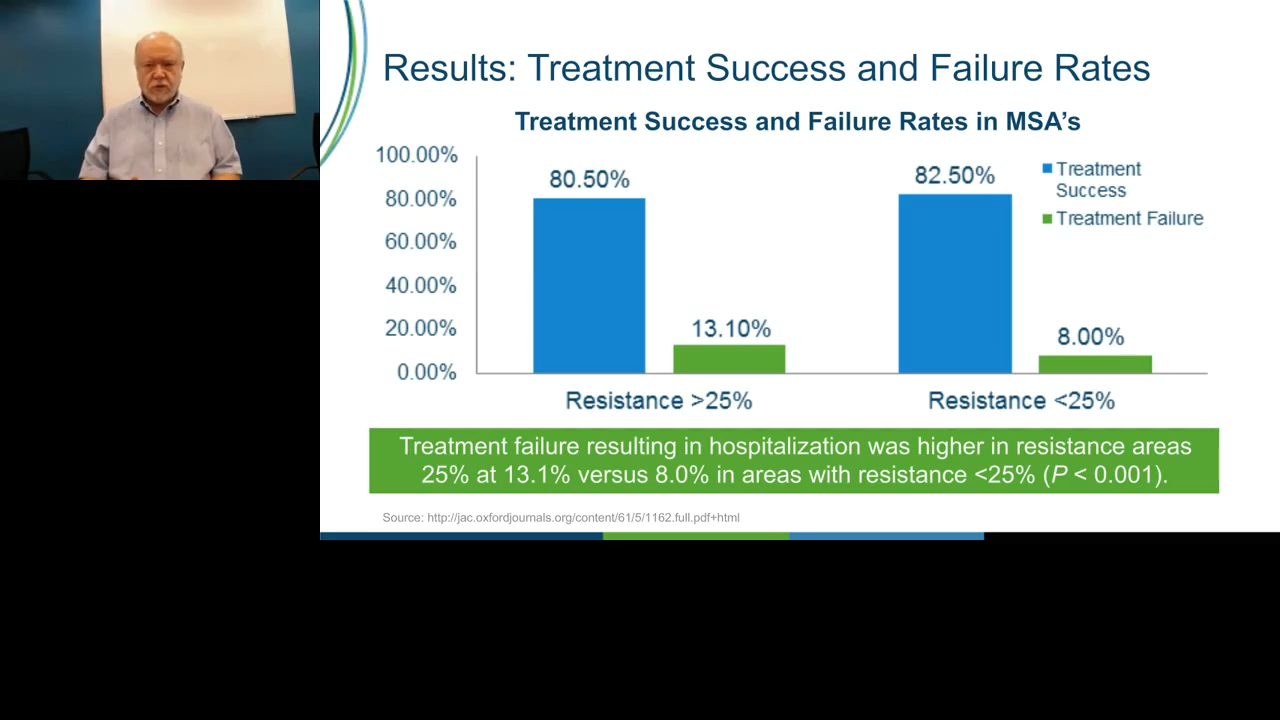 Results: Treatment Success and Failure Rates
Treatment Success and Failure Rates in MSA's
100.00%
80.00%
60.00%
40.00%
20.00%
0.00%
80.50%
13.10%
82.50%
8.00%
Treatment
Success
Treatment Failure
Resistance >25%
Resistance <25%
Treatment failure resulting in hospitalization was higher in resistance areas
25% at 13.1% versus 8.0% in areas with resistance <25% (P < 0.001).
Source: http://jac.oxfordjournals.org/content/61/5/1162.full.pdf+html